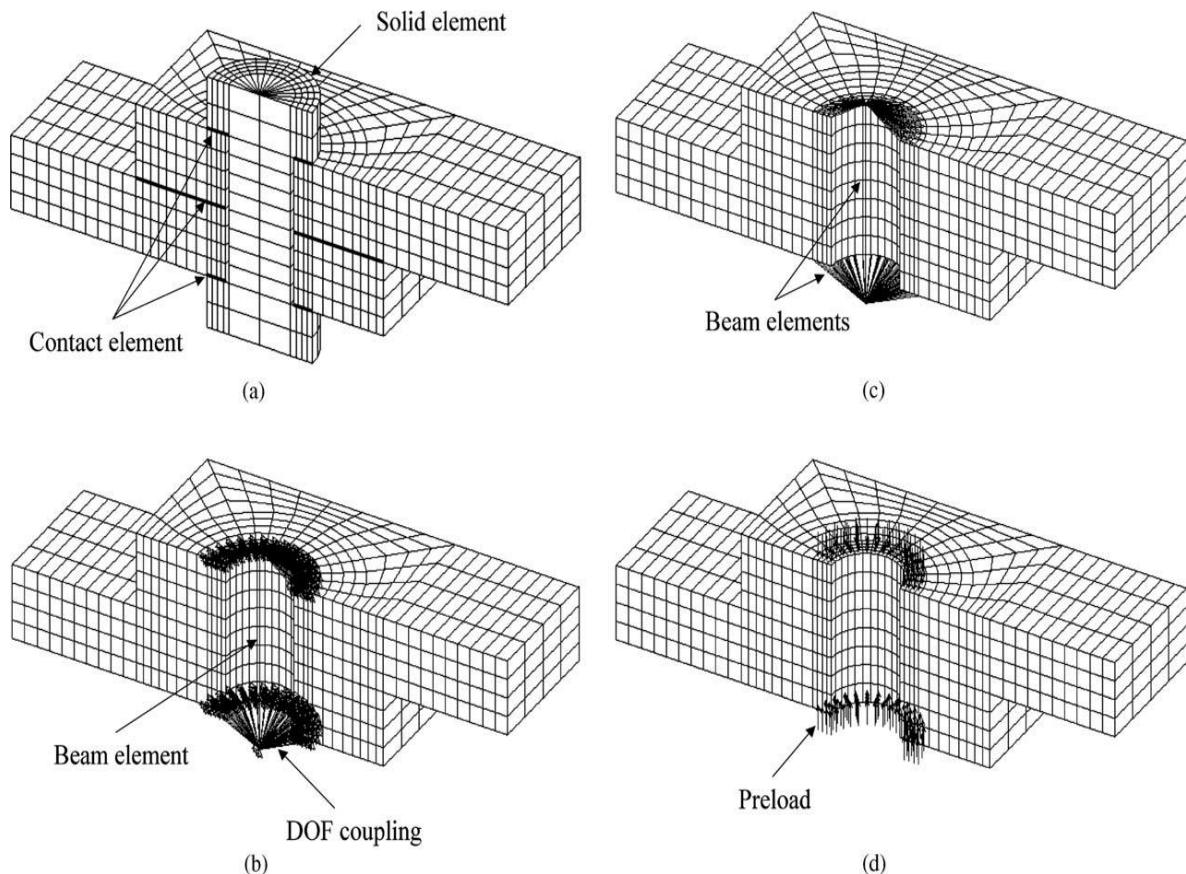 Solid element
Contact element
(a)
Beam elements
(c)
Beam element
DOF coupling
(b)
Preload
(d)